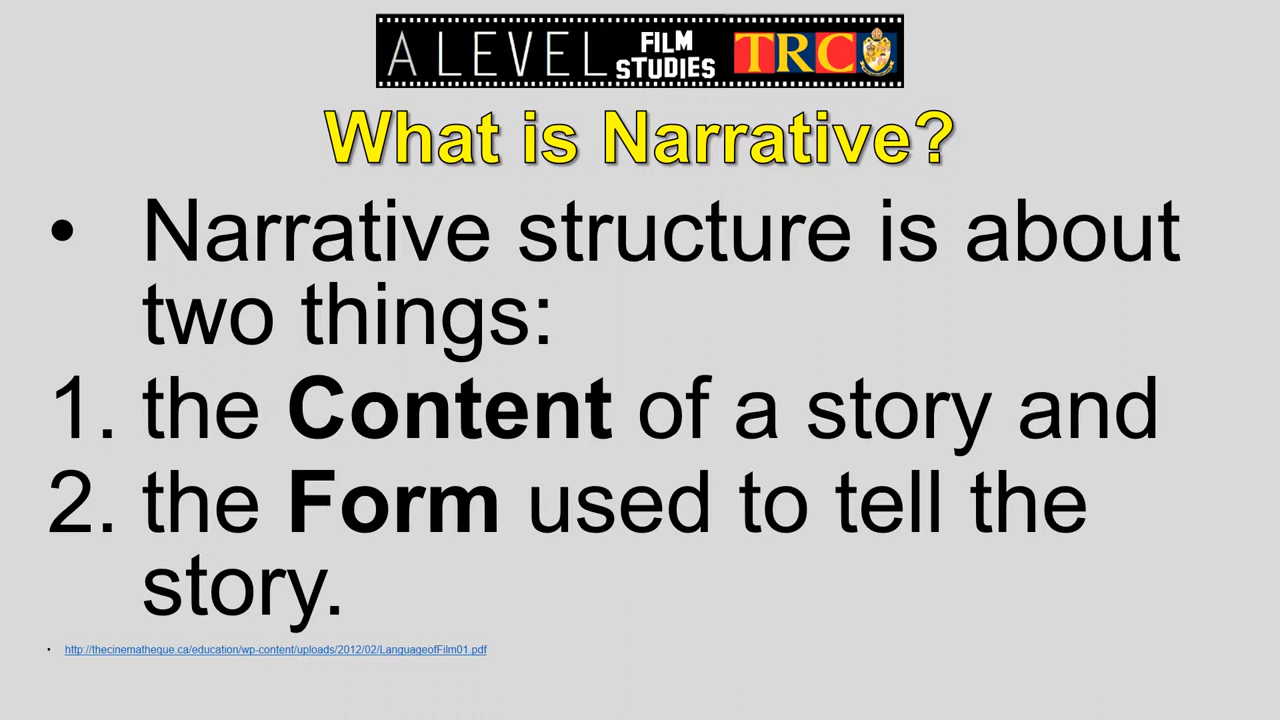 A LEVEL FILM STUDIES TRC
What is Narrative?
• Narrative structure is about
two things:
1. the Content of a story and
2. the Form used to tell the
story.
• http://thecinematheque.ca/education/wp-content/uploads/2012/02/LanguageofFilm01.pdf